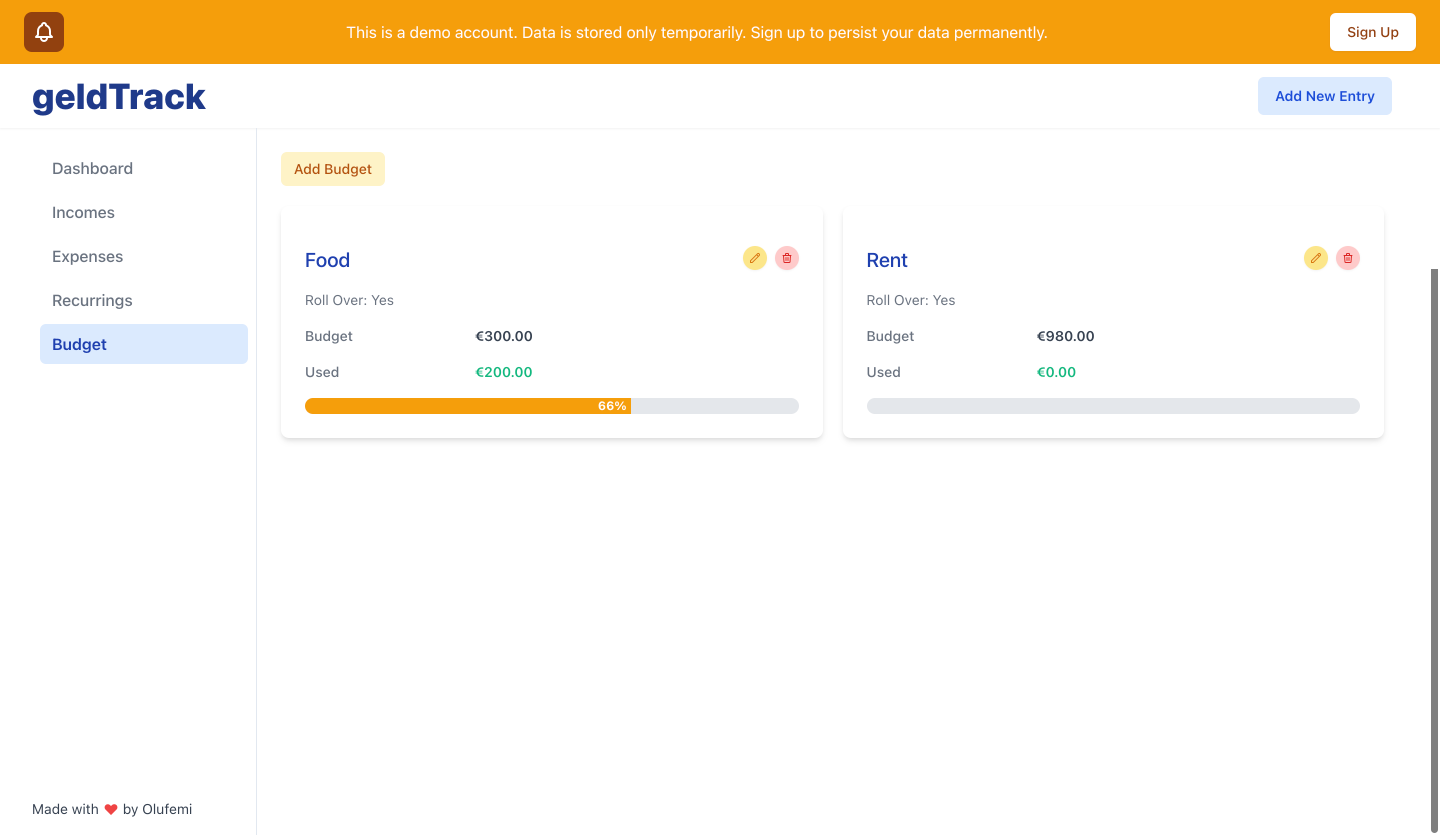 This is a demo account. Data is stored only temporarily. Sign up to persist your data permanently.
Sign Up
geldTrack
Add New Entry
Dashboard
Incomes
Expenses
Recurrings
Budget
Add Budget
Food
Roll Over: Yes
Budget €300.00
Used €200.00
66%
Rent
Roll Over: Yes
Budget €980.00
Used €0.00
Made with ❤ by Olufemi